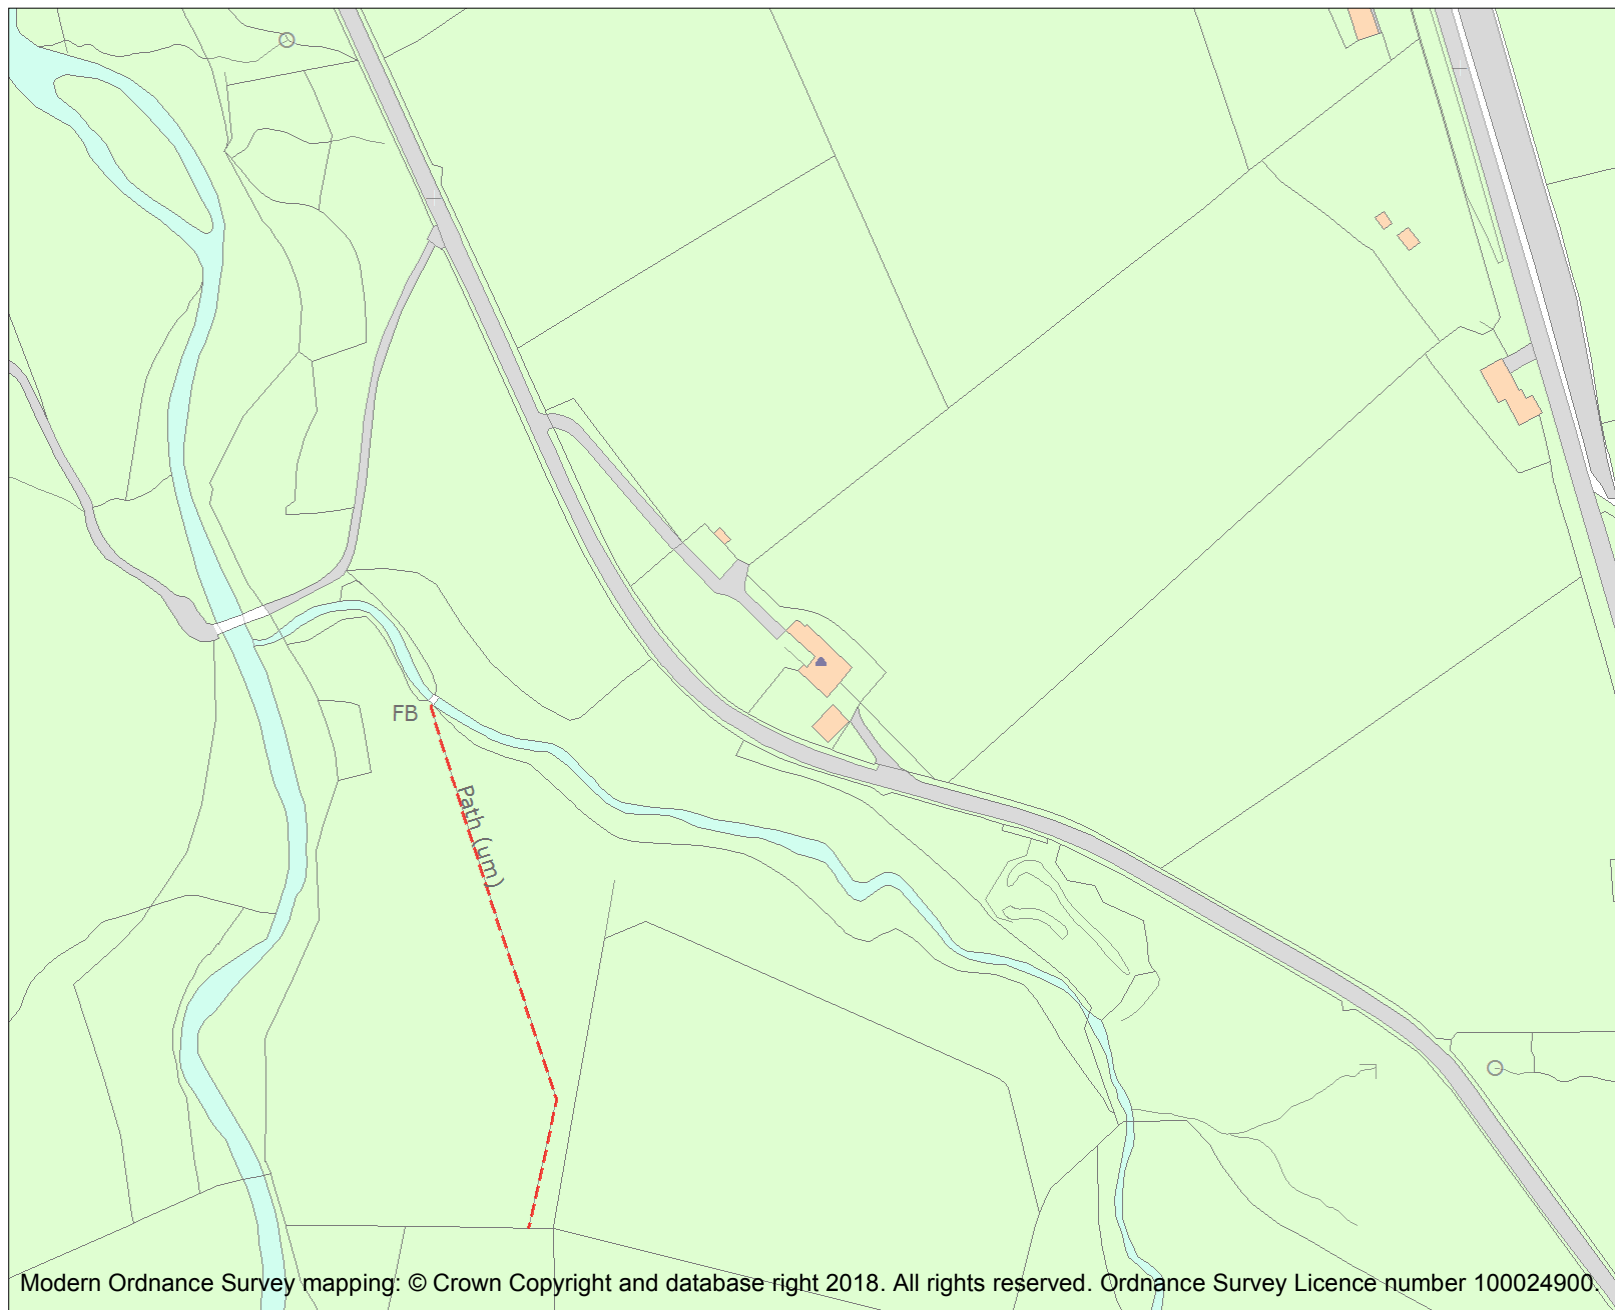 FB
Path (um)
Modern Ordnance Survey mapping: © Crown Copyright and database right 2018. All rights reserved. Ordnance Survey Licence number 100024900.